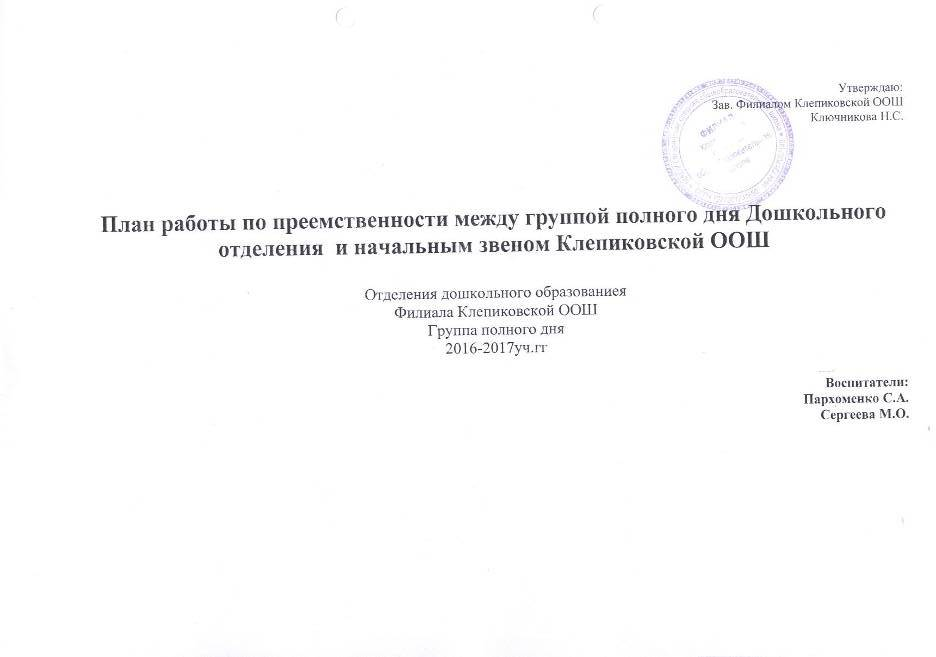 Утверждаю:
Зав. Филиалом Клепиковской ООШ
Ключникова Н.С.
План работы по преемственности между группой полного дня Дошкольного
отделения и начальным звеном Клепиковской ООШ
Отделения дошкольного образованиея
Филиала Клепиковской ООШ
Группа полного дня
2016-2017уч.гг
Воспитатели:
Пархоменко С.А.
Сергеева М.О.